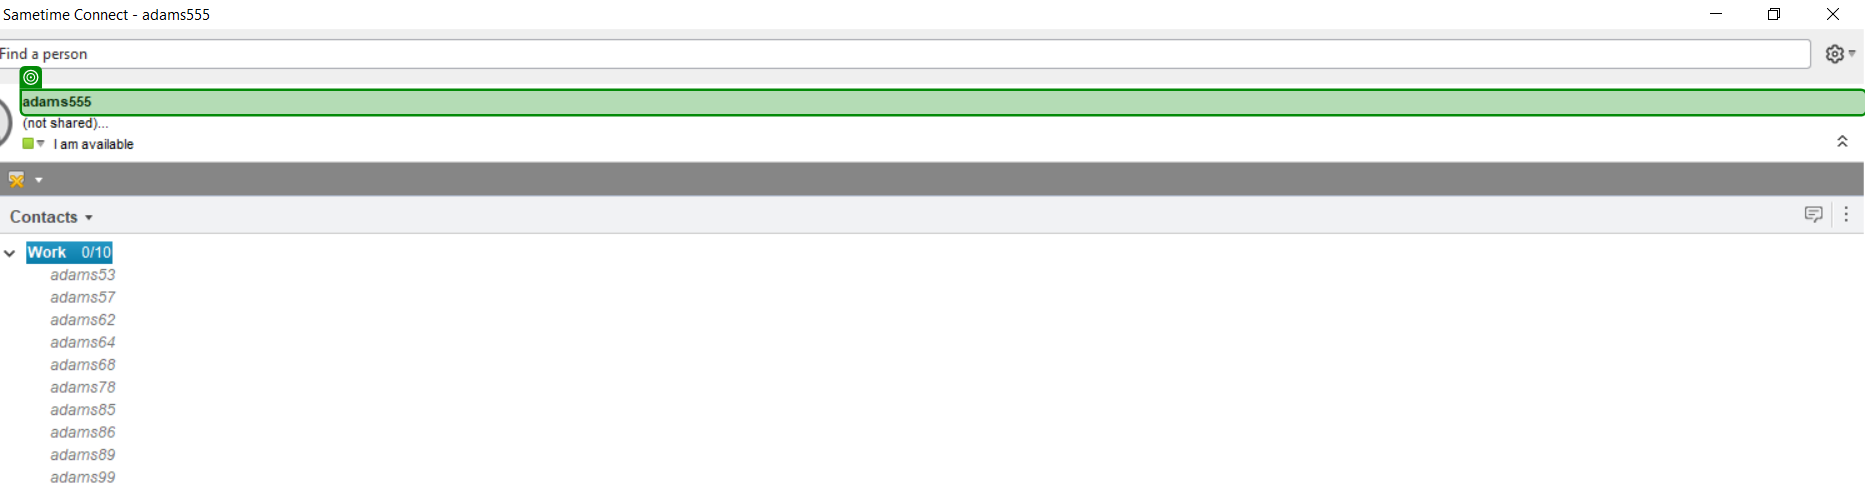 Sametime Connect - adams555
Find a person
adams555
(not shared)...
I am available
Contacts
Work 0/10
adams53
adams57
adams62
adams64
adams68
adams78
adams85
adams86
adams89
adams99